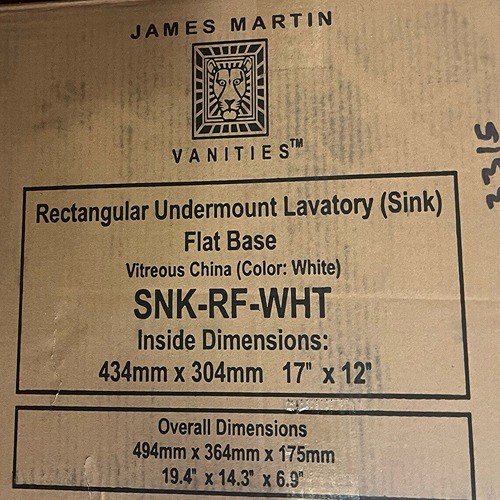 JAMES MARTIN
VANITIES™
3315
Rectangular Undermount Lavatory (Sink)
Flat Base
Vitreous China (Color: White)
SNK-RF-WHT
Inside Dimensions:
434mm x 304mm 17" x 12"
Overall Dimensions
494mm x 364mm x 175mm
19.4" x 14.3" x 6.9"